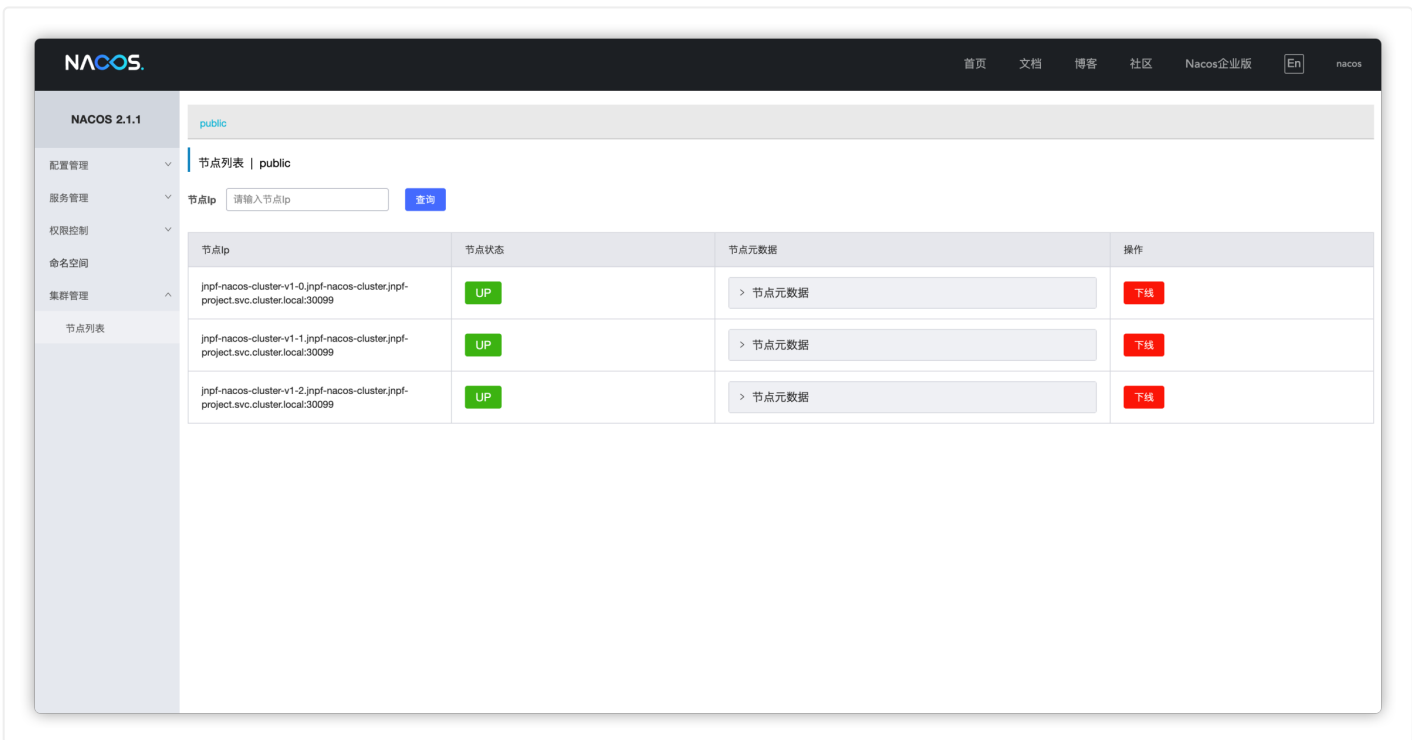 NACOS.
首页 文档 博客 社区 Nacos企业版 En nacos
NACOS 2.1.1
配置管理
服务管理
权限控制
命名空间
集群管理
节点列表
public
节点列表 | public
节点Ip 请输入节点Ip 查询
节点Ip 节点状态 节点元数据 操作
jnpf-nacos-cluster-v1-0.jnpf-nacos-cluster.jnpf-
project.svc.cluster.local:30099
UP > 节点元数据 下线
jnpf-nacos-cluster-v1-1.jnpf-nacos-cluster.jnpf-
project.svc.cluster.local:30099
UP > 节点元数据 下线
jnpf-nacos-cluster-v1-2.jnpf-nacos-cluster.jnpf-
project.svc.cluster.local:30099
UP > 节点元数据 下线